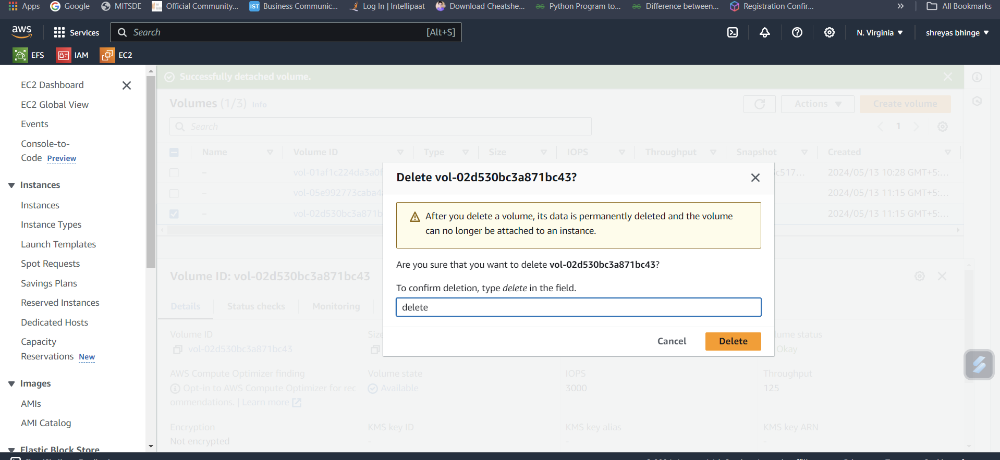 Apps Google MITSDE Official Community... IST Business Communic... Log In | Intellipaat Download Cheatshe... Python Program to... Difference between... Registration Confir... » All Bookmarks
aws Services Search [Alt+S] N. Virginia shreyas bhinge
EFS IAM EC2
EC2 Dashboard
EC2 Global View
Events
Console-to-
Code Preview
Instances
Instances
Instance Types
Launch Templates
Spot Requests
Savings Plans
Reserved Instances
Dedicated Hosts
Capacity
Reservations New
Images
AMIs
AMI Catalog
Elastic Block Store
Successfully detached volume.
Volumes (1/3) Info
Actions Create volume
Search
1
Name Volume ID Type Size IOPS Throughput Snapshot Created
– vol-01af1c224da3a0f c517... 2024/05/13 10:28 GMT+5:...
– vol-05e992773caba4 2024/05/13 11:15 GMT+5:...
– vol-02d530bc3a871b 2024/05/13 11:15 GMT+5:...
Delete vol-02d530bc3a871bc43?
After you delete a volume, its data is permanently deleted and the volume
can no longer be attached to an instance.
Are you sure that you want to delete vol-02d530bc3a871bc43?
To confirm deletion, type delete in the field.
delete
Cancel Delete
Volume ID: vol-02d530bc3a871bc43
Details Status checks Monitoring
Volume ID
vol-02d530bc3a871bc43
Size
Volume status
Okay
AWS Compute Optimizer finding
Opt-in to AWS Compute Optimizer for rec
ommendations. | Learn more
Volume state
Available
IOPS
3000
Throughput
125
Encryption
Not encrypted
KMS key ID
-
KMS key alias
-
KMS key ARN
-